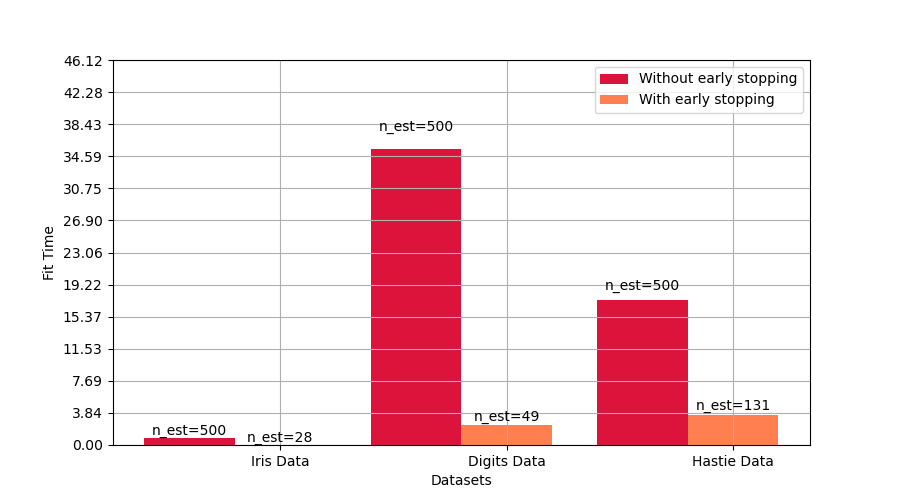 46.12
42.28
38.43
34.59
30.75
26.90
23.06
19.22
15.37
11.53
7.69
3.84
0.00
Fit Time
Without early stopping
With early stopping
n_est=500
n_est=28
n_est=500
n_est=49
n_est=500
n_est=131
Iris Data
Digits Data
Hastie Data
Datasets